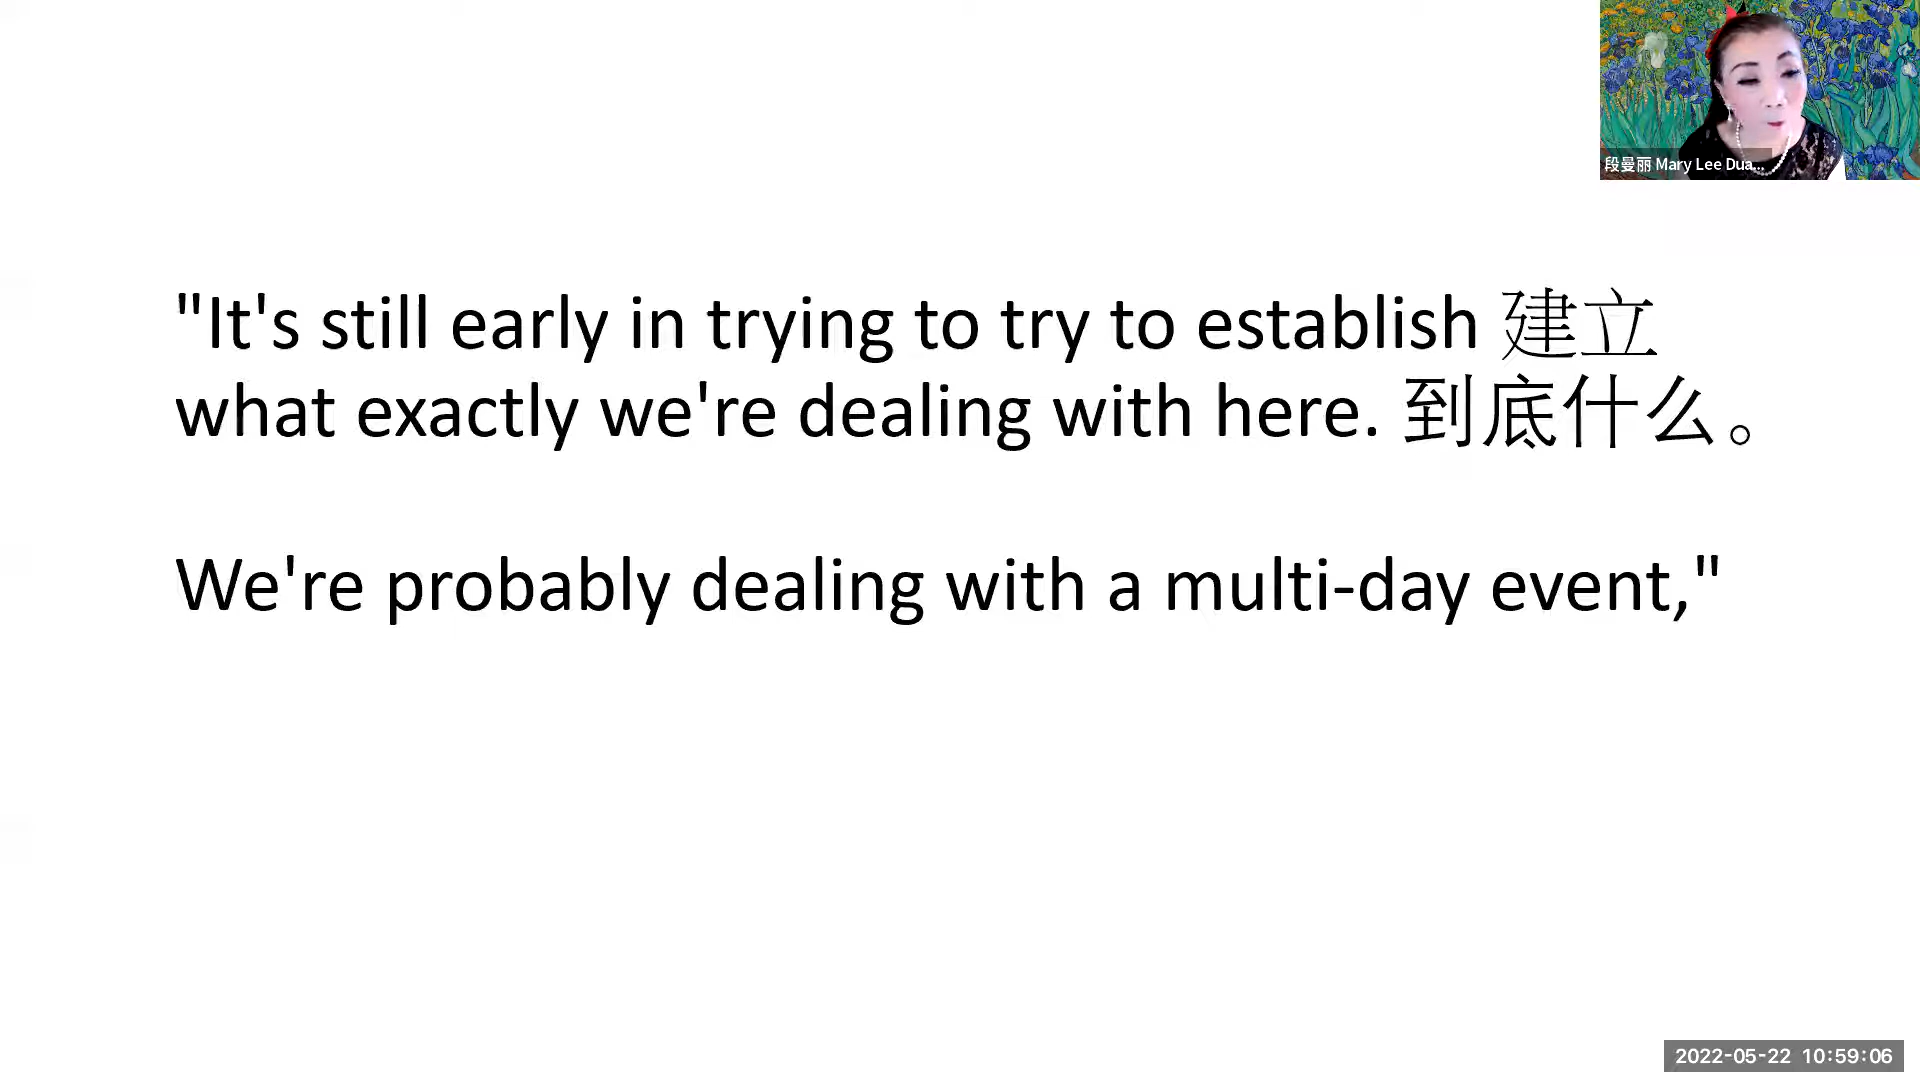 段曼丽 Mary Lee Dua...
"It's still early in trying to try to establish 建立
what exactly we're dealing with here. 到底什么。
We're probably dealing with a multi-day event,"
2022-05-22 10:59:06